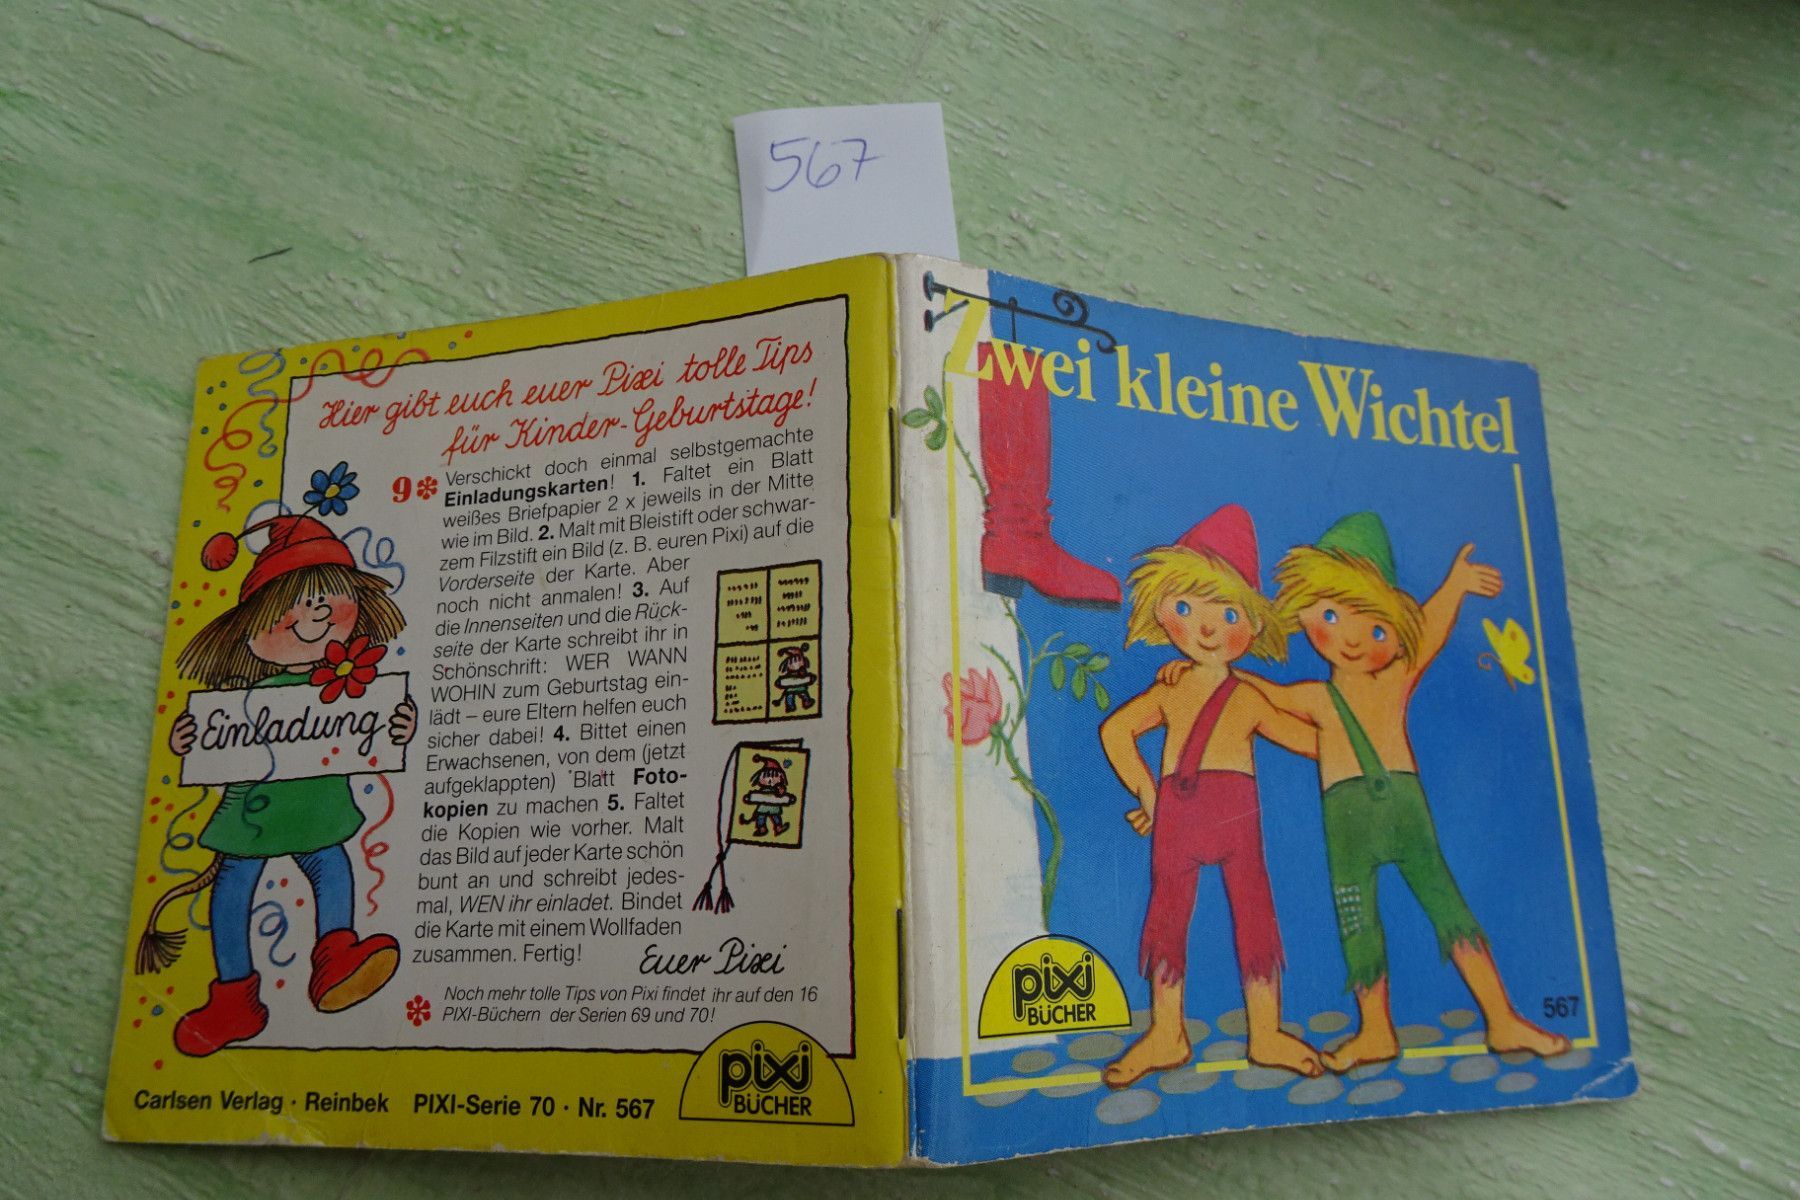 567
Hier gibt euch euer Pixi tolle Tips
für Kinder-Geburtstage!
9* Verschickt doch einmal selbstgemachte
Einladungskarten! 1. Faltet ein Blatt
weißes Briefpapier 2 x jeweils in der Mitte
wie im Bild. 2. Malt mit Bleistift oder schwar-
zem Filzstift ein Bild (z. B. euren Pixi) auf die
Vorderseite der Karte. Aber
noch nicht anmalen! 3. Auf
die Innenseiten und die Rück-
seite der Karte schreibt ihr in
Schönschrift: WER WANN
WOHIN zum Geburtstag ein-
lädt – eure Eltern helfen euch
sicher dabei! 4. Bittet einen
Erwachsenen, von dem (jetzt
aufgeklappten) Blatt Foto-
kopien zu machen 5. Faltet
die Kopien wie vorher. Malt
das Bild auf jeder Karte schön
bunt an und schreibt jedes-
mal, WEN ihr einladet. Bindet
die Karte mit einem Wollfaden
zusammen. Fertig!
Euer Pixi
* Noch mehr tolle Tips von Pixi findet ihr auf den 16
PIXI-Büchern der Serien 69 und 70!
Einladung
Carlsen Verlag · Reinbek PIXI-Serie 70 · Nr. 567
pixi
BÜCHER
Zwei kleine Wichtel
pixi
BÜCHER
567